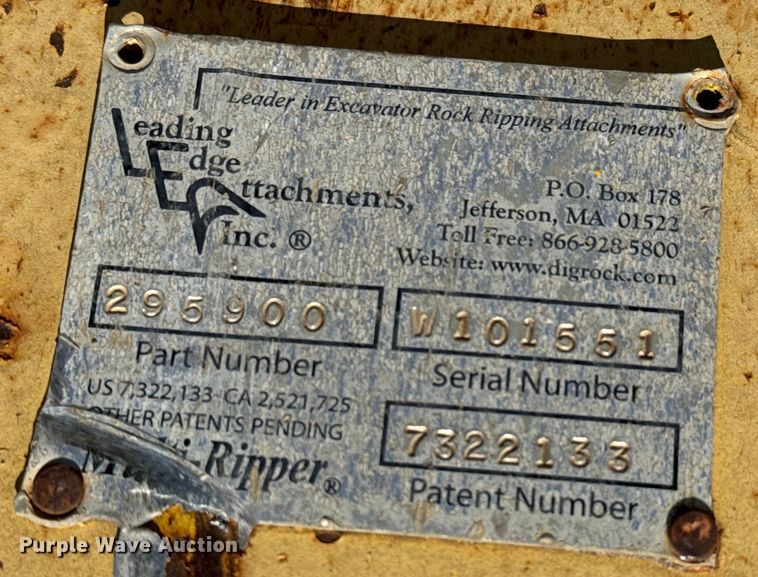 "Leader in Excavator Rock Ripping Attachments"
Leading
Edge
Attachments,
Inc. ®
P.O. Box 178
Jefferson, MA 01522
Toll Free: 866-928-5800
Website: www.digrock.com
295900
Part Number
W101551
Serial Number
US 7,322,133 CA 2,521,725
OTHER PATENTS PENDING
Multi-Ripper®
7322133
Patent Number
Purple Wave Auction